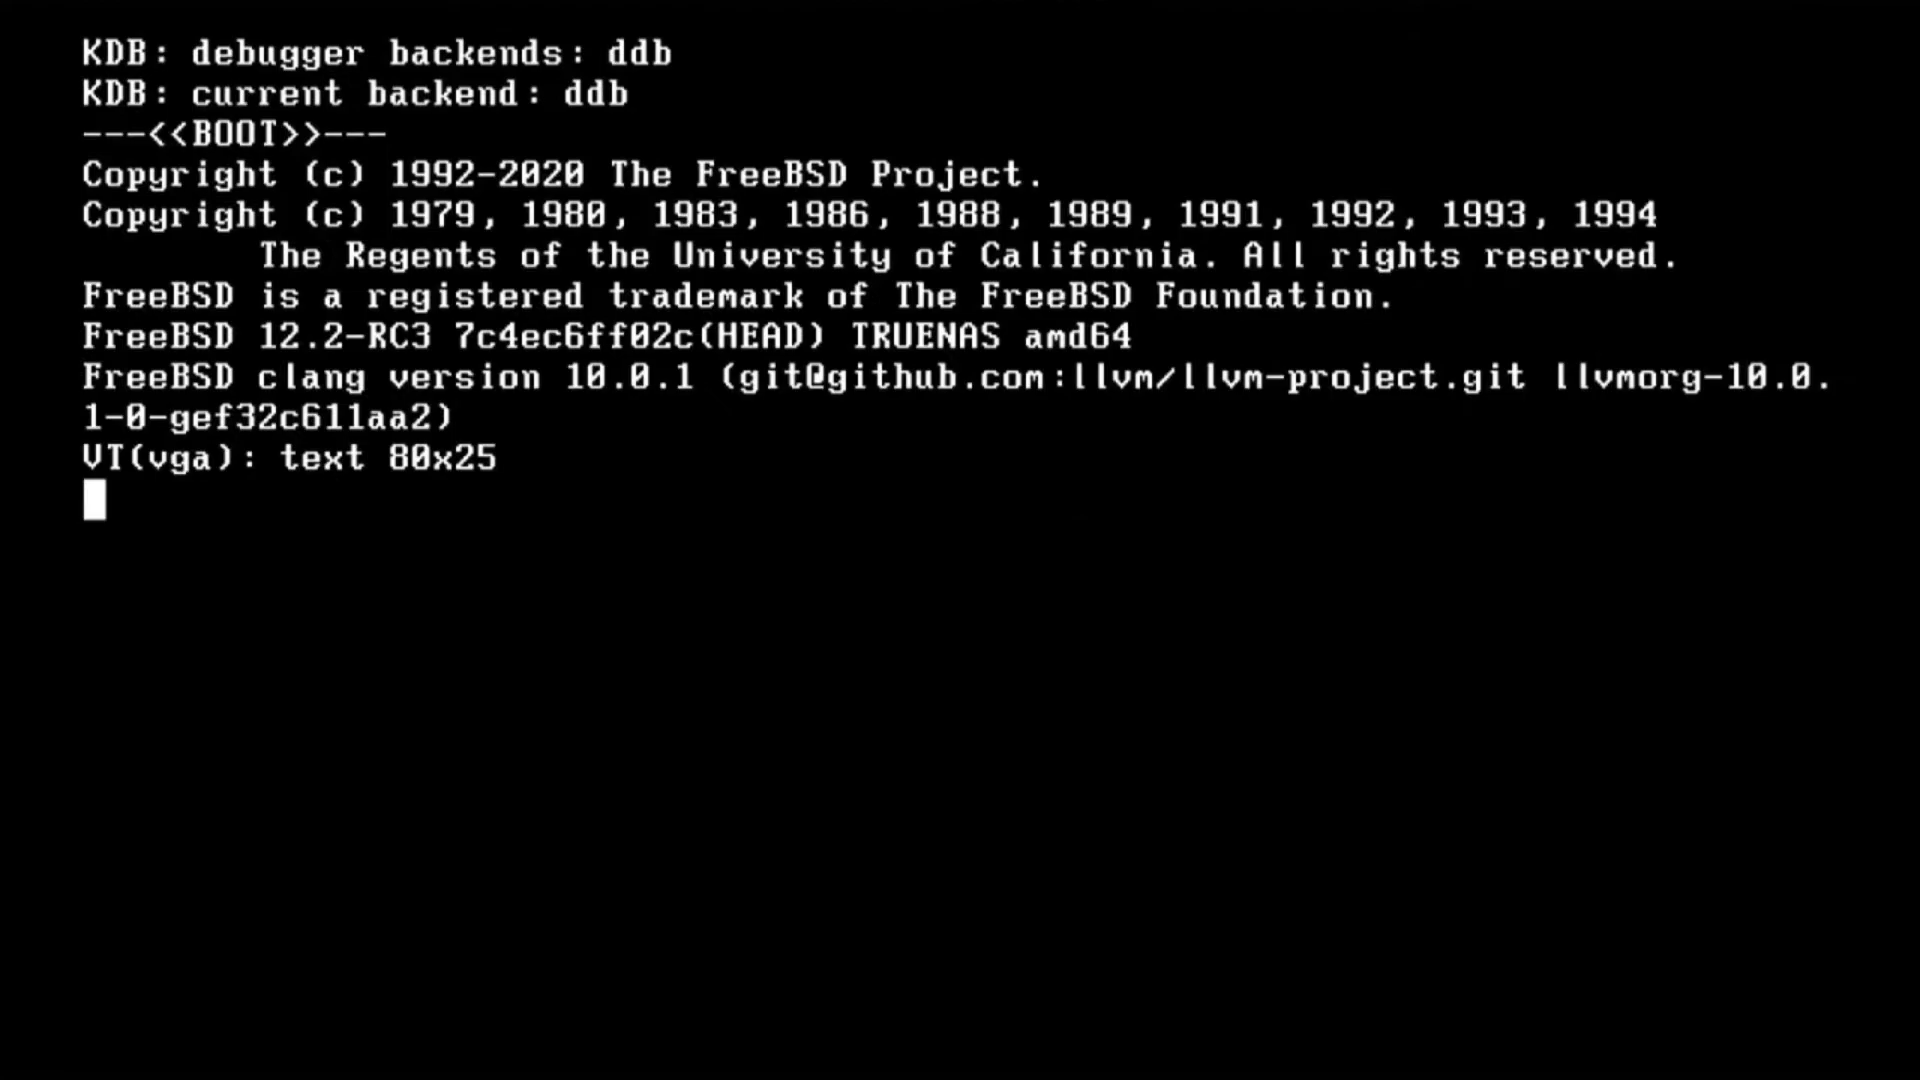 KDB: debugger backends: ddb
KDB: current backend: ddb
---<<BOOT>>---
Copyright (c) 1992-2020 The FreeBSD Project.
Copyright (c) 1979, 1980, 1983, 1986, 1988, 1989, 1991, 1992, 1993, 1994
        The Regents of the University of California. All rights reserved.
FreeBSD is a registered trademark of The FreeBSD Foundation.
FreeBSD 12.2-RC3 7c4ec6ff02c(HEAD) TRUENAS amd64
FreeBSD clang version 10.0.1 (git@github.com:llvm/llvm-project.git llvmorg-10.0.
1-0-gef32c611aa2)
VT(vga): text 80x25